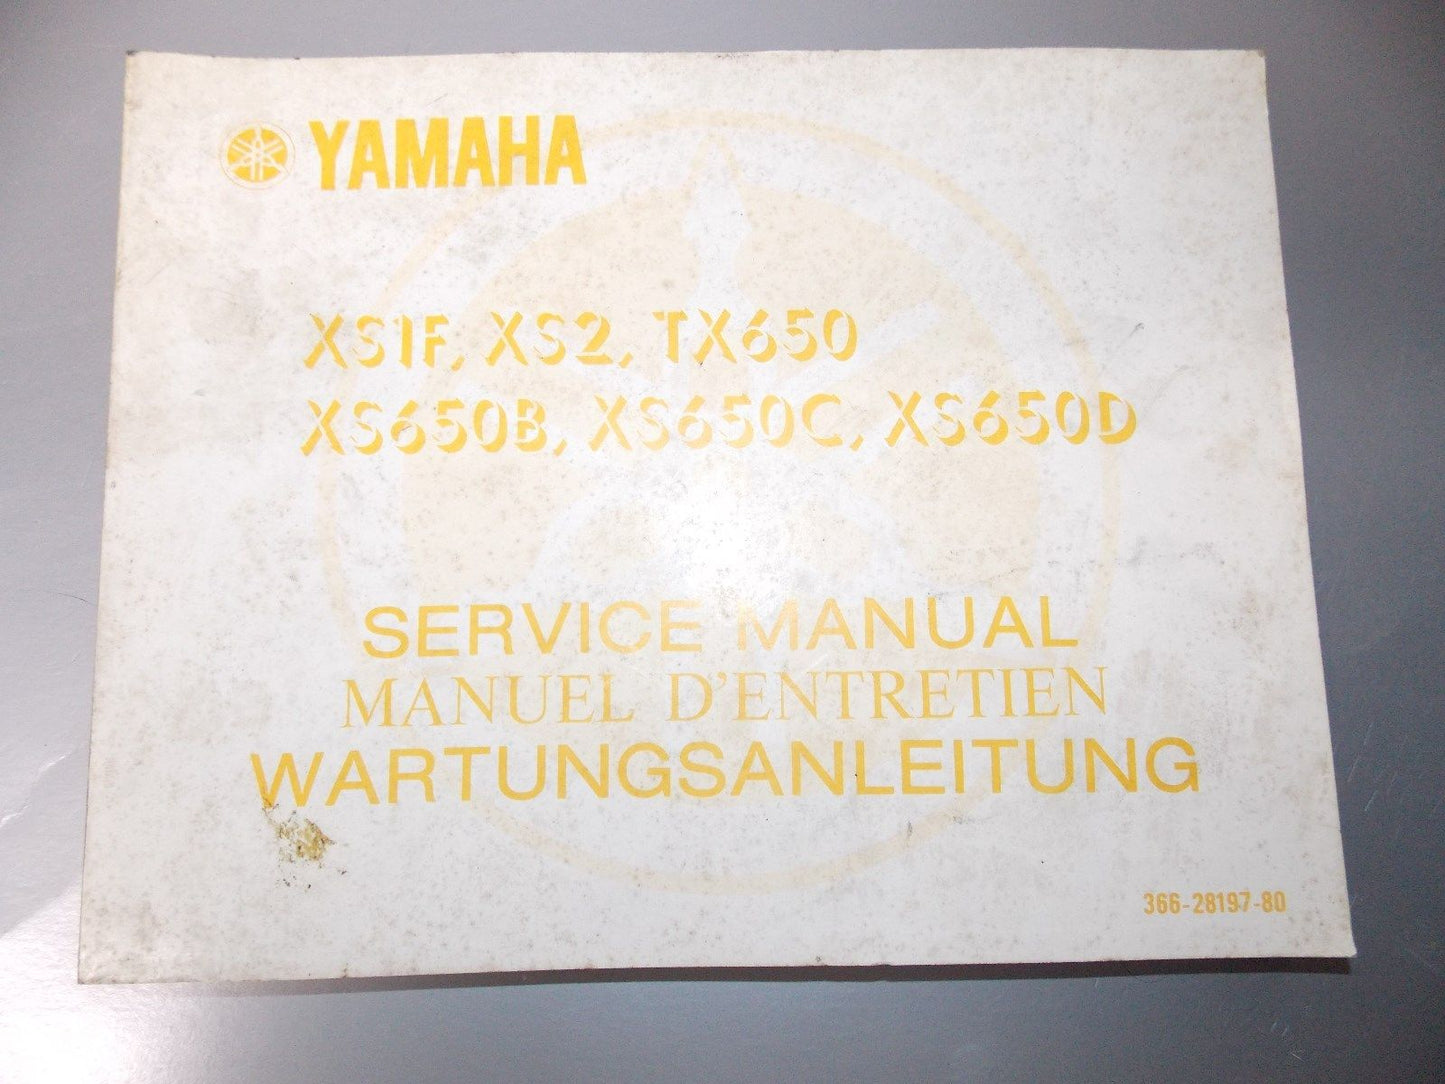 YAMAHA
XS1F, XS2, TX650
XS650B, XS650C, XS650D
SERVICE MANUAL
MANUEL D'ENTRETIEN
WARTUNGSANLEITUNG
366-28197-80